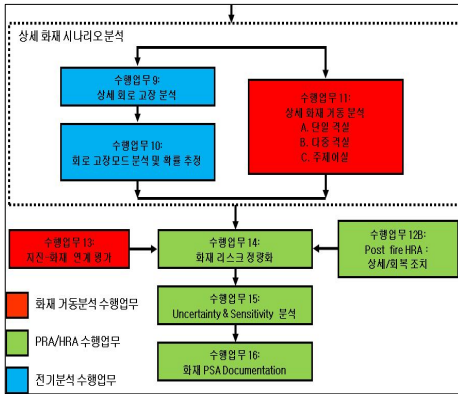 상세 화재 시나리오 분석
수행업무 9:
상세 회로 고장 분석
수행업무 10:
회로 고장모드 분석 및 확률 추정
수행업무 11:
상세 화재 거동 분석
A. 단일 격실
B. 다중 격실
C. 주제어실
수행업무 13:
지진-화재 연계 평가
수행업무 14:
화재 리스크 정량화
수행업무 12B:
Post fire HRA :
상세/회복 조치
수행업무 15:
Uncertainty & Sensitivity 분석
수행업무 16:
화재 PSA Documentation
화재 거동분석 수행업무
PRA/HRA 수행업무
전기분석 수행업무